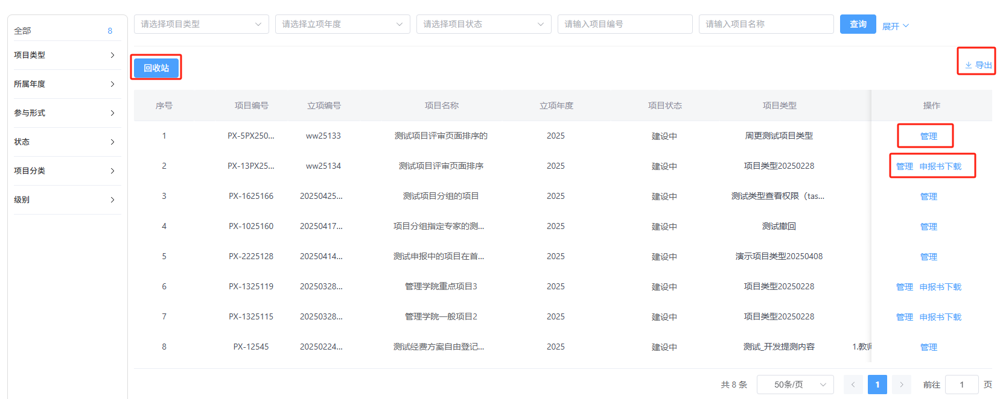 全部 8
项目类型
所属年度
参与形式
状态
项目分类
级别
请选择项目类型 请选择立项年度 请选择项目状态 请输入项目编号 请输入项目名称 查询 展开
回收站 导出
序号 项目编号 立项编号 项目名称 立项年度 项目状态 项目类型 操作
1 PX-5PX250... ww25133 测试项目评审页面排序的 2025 建设中 周更测试项目类型 管理
2 PX-13PX25... ww25134 测试项目评审页面排序 2025 建设中 项目类型20250228 管理 申报书下载
3 PX-1625166 20250425... 测试项目分组的项目 2025 建设中 测试类型查看权限（tas... 管理
4 PX-1025160 20250417... 项目分组指定专家的测... 2025 建设中 测试撤回 管理
5 PX-2225128 20250414... 测试申报中的项目在首... 2025 建设中 演示项目类型20250408 管理
6 PX-1325119 20250328... 管理学院重点项目3 2025 建设中 项目类型20250228 管理 申报书下载
7 PX-1325115 20250328... 管理学院一般项目2 2025 建设中 项目类型20250228 管理 申报书下载
8 PX-12545 20250224... 测试经费方案自由登记... 2025 建设中 测试_开发提测内容 1.教师 管理
共 8 条 50条/页 1 前往 1 页